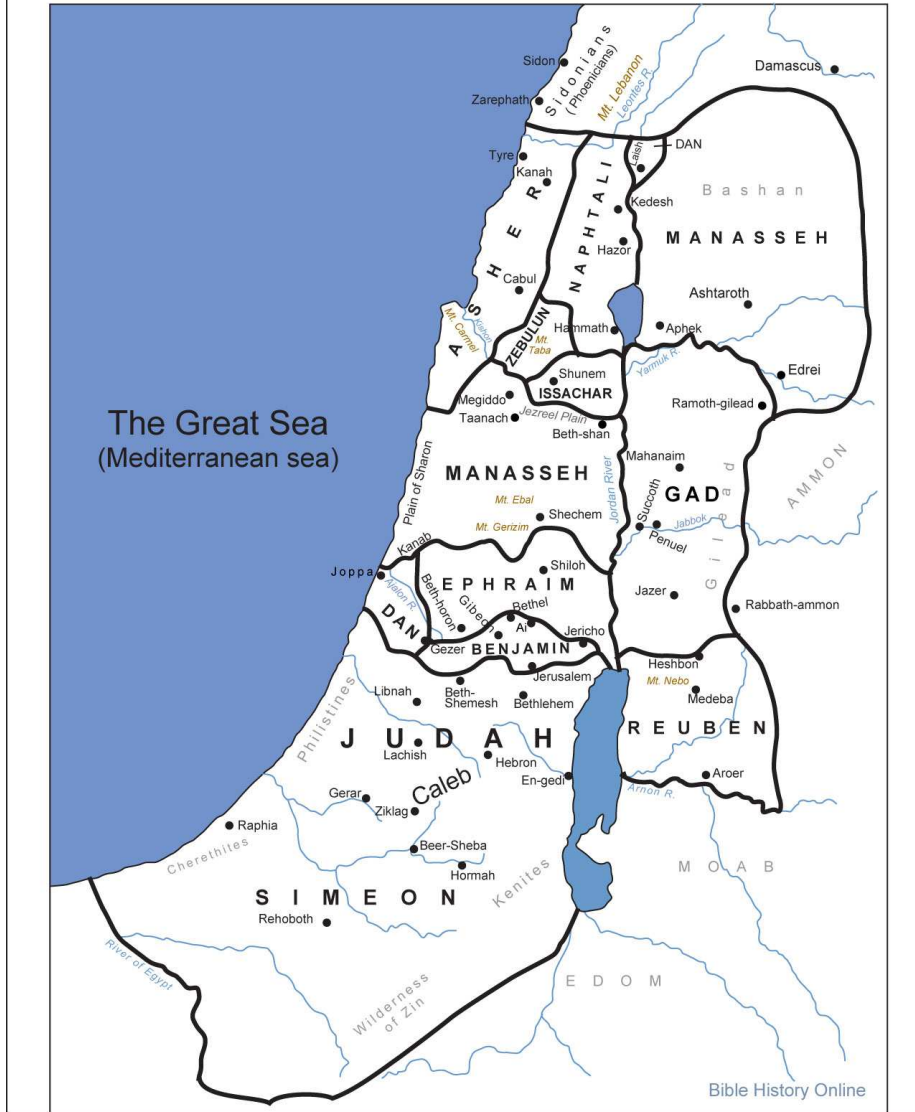 Sidon
Sidonians
(Phoenicians)
Mt. Lebanon
Leontes R.
Damascus
Zarephath
Tyre
Kanah
Laish
DAN
Kedesh
Bashan
MANASSEH
NAPHTALI
Hazor
ASHER
Cabul
Ashtaroth
Mt. Carmel
Kishon
ZEBULUN
Mt.
Taba
Hammath
Aphek
Yarmuk R.
Edrei
Shunem
ISSACHAR
Megiddo
Taanach
Jezreel Plain
Beth-shan
Ramoth-gilead
The Great Sea
(Mediterranean sea)
Plain of Sharon
MANASSEH
Jordan River
Mahanaim
GAD
Gilead
AMMON
Mt. Ebal
Mt. Gerizim
Shechem
Succoth
Penuel
Jabbok
Kanab
Joppa
Ajalon R.
EPHRAIM
Shiloh
Beth-horon
Gibeon
Bethel
Ai
Jazer
Rabbath-ammon
DAN
Gezer
BENJAMIN
Jericho
Jerusalem
Heshbon
Mt. Nebo
Medeba
Libnah
Beth-
Shemesh
Bethlehem
Philistines
JUDAH
REUBEN
Lachish
Hebron
En-gedi
Aroer
Arnon R.
Caleb
Gerar
Ziklag
Raphia
Cherethites
Beer-Sheba
Hormah
Kenites
MOAB
SIMEON
Rehoboth
River of Egypt
Wilderness
of Zin
EDOM
Bible History Online